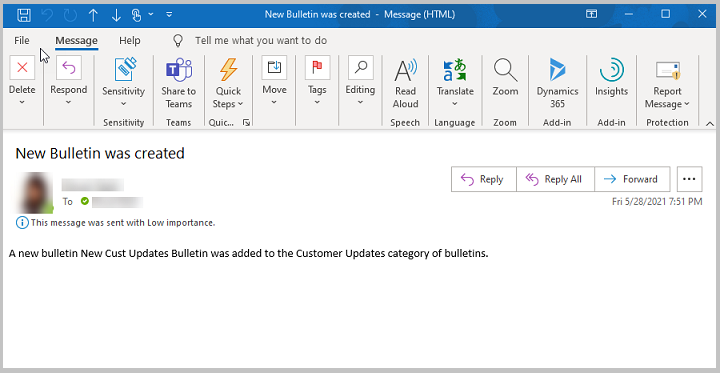 New Bulletin was created - Message (HTML)
File Message Help Tell me what you want to do
Delete Respond Sensitivity Share to Teams Quick Steps Move Tags Editing Read Aloud Translate Zoom Dynamics 365 Insights Report Message
Sensitivity Teams Quic... Speech Language Zoom Add-in Add-in Protection
New Bulletin was created
Reply Reply All Forward ...
To
Fri 5/28/2021 7:51 PM
This message was sent with Low importance.
A new bulletin New Cust Updates Bulletin was added to the Customer Updates category of bulletins.